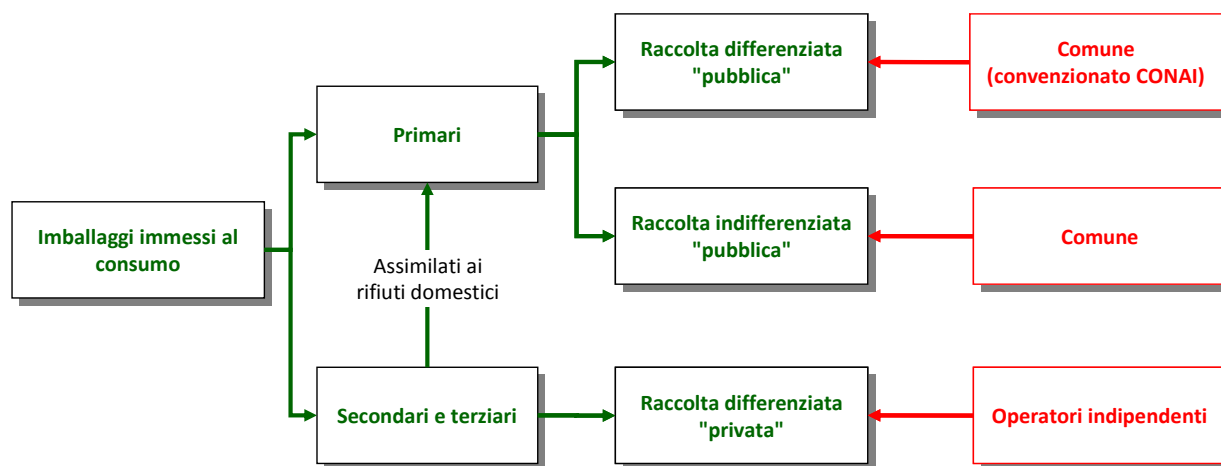 Raccolta differenziata
"pubblica"
Comune
(convenzionato CONAI)
Primari
Imballaggi immessi al
consumo
Raccolta indifferenziata
"pubblica"
Comune
Assimilati ai
rifiuti domestici
Secondari e terziari
Raccolta differenziata
"privata"
Operatori indipendenti